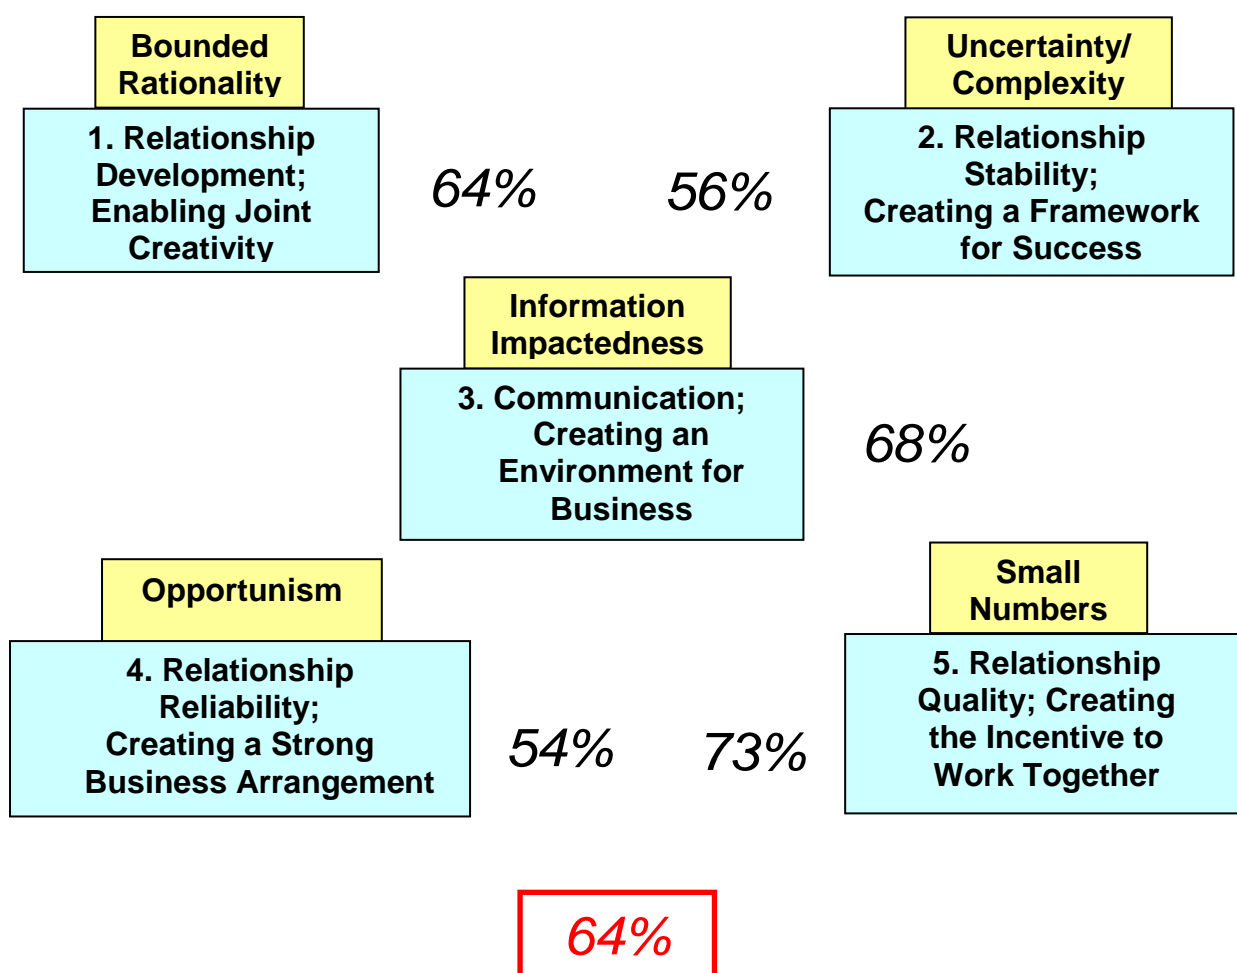 Bounded
Rationality
1. Relationship
Development;
Enabling Joint
Creativity
64%
56%
Uncertainty/
Complexity
2. Relationship
Stability;
Creating a Framework
for Success
Information
Impactedness
3. Communication;
Creating an
Environment for
Business
68%
Opportunism
4. Relationship
Reliability;
Creating a Strong
Business Arrangement
54%
73%
Small
Numbers
5. Relationship
Quality; Creating
the Incentive to
Work Together
64%